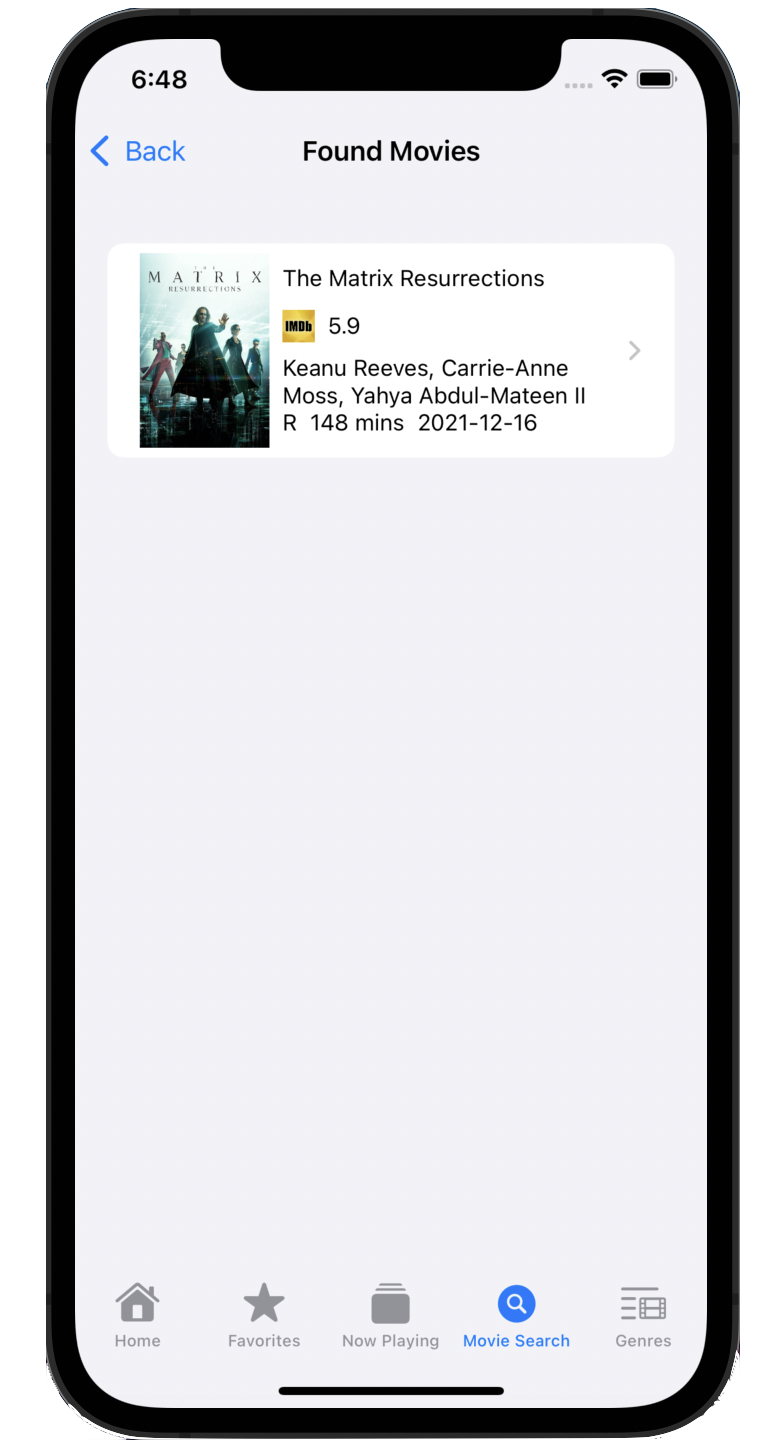 6:48
Back
Found Movies
THE
MATRIX
RESURRECTIONS
The Matrix Resurrections
IMDb 5.9
Keanu Reeves, Carrie-Anne
Moss, Yahya Abdul-Mateen II
R 148 mins 2021-12-16
Home
Favorites
Now Playing
Movie Search
Genres